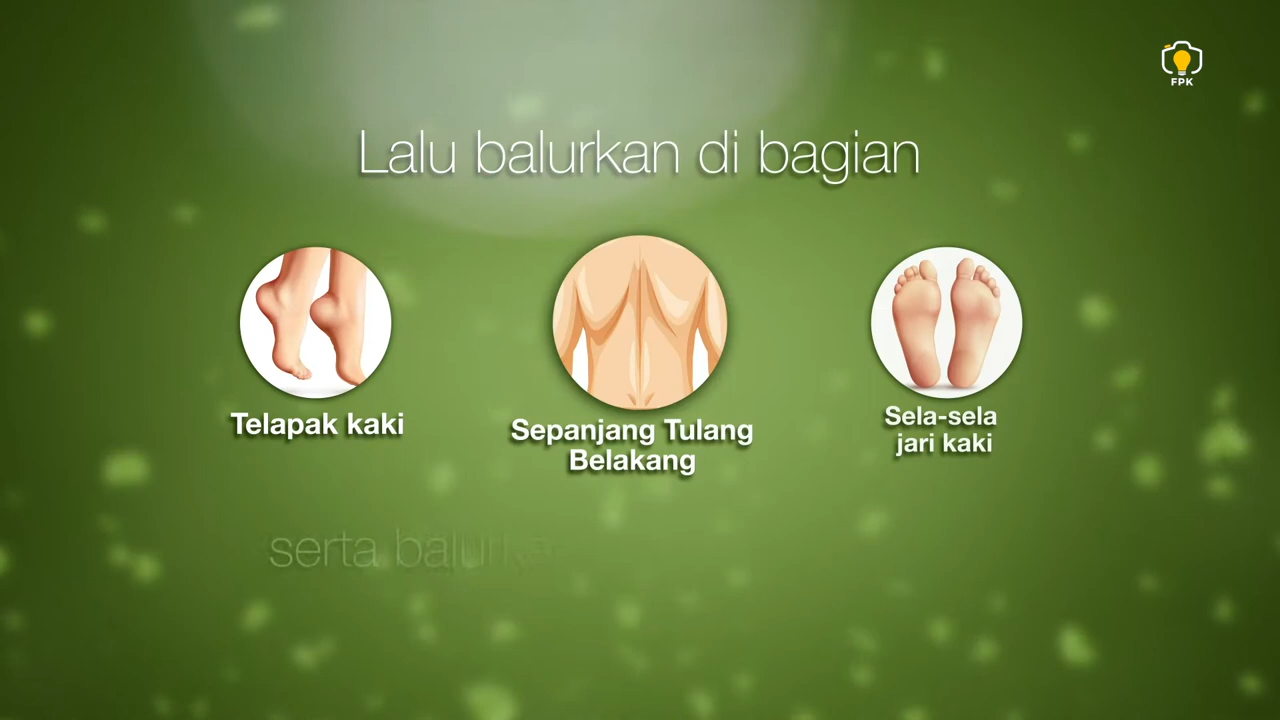 FPK
Lalu balurkan di bagian
Telapak kaki
Sepanjang Tulang
Belakang
Sela-sela
jari kaki
serta